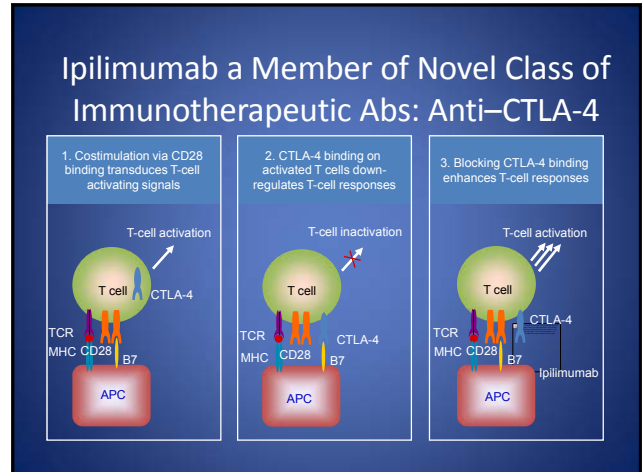 Ipilimumab a Member of Novel Class of
Immunotherapeutic Abs: Anti–CTLA-4
1. Costimulation via CD28
binding transduces T-cell
activating signals
T-cell activation
T cell
CTLA-4
TCR
MHC
CD28
B7
APC
2. CTLA-4 binding on
activated T cells down-
regulates T-cell responses
T-cell inactivation
T cell
CTLA-4
TCR
MHC
CD28
B7
APC
3. Blocking CTLA-4 binding
enhances T-cell responses
T-cell activation
T cell
CTLA-4
TCR
MHC
CD28
B7
Ipilimumab
APC